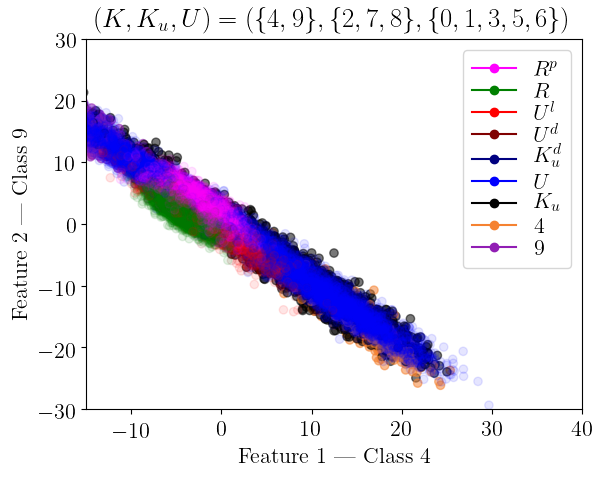 (K, K_u, U) = ({4, 9}, {2, 7, 8}, {0, 1, 3, 5, 6})
30
20
10
0
−10
−20
−30
Feature 2 — Class 9
R^p
R
U^l
U^d
K_u^d
U
K_u
4
9
−10
0
10
20
30
40
Feature 1 — Class 4